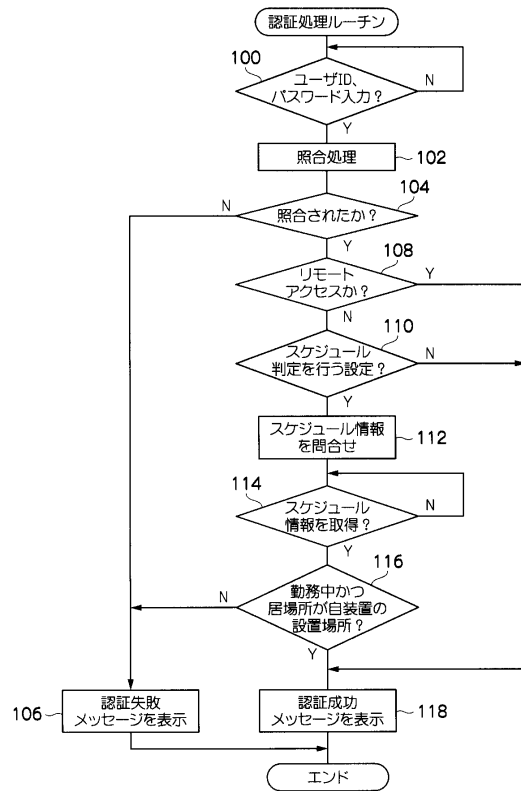 認証処理ルーチン
100
ユーザID、
パスワード入力？
N
Y
照合処理
102
N
104
照合されたか？
Y
108
リモート
アクセスか？
Y
N
110
スケジュール
判定を行う設定？
N
Y
スケジュール情報
を問合せ
112
114
スケジュール
情報を取得？
N
Y
116
N
勤務中かつ
居場所が自装置の
設置場所？
Y
106
認証失敗
メッセージを表示
認証成功
メッセージを表示
118
エンド